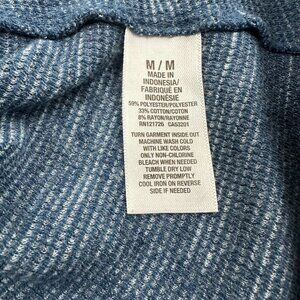 M / M
MADE IN
INDONESIA/
FABRIQUÉ EN
INDONÉSIE
59% POLYESTER/POLYESTER
33% COTTON/COTON
8% RAYON/RAYONNE
RN121726 CA53201
TURN GARMENT INSIDE OUT
MACHINE WASH COLD
WITH LIKE COLORS
ONLY NON-CHLORINE
BLEACH WHEN NEEDED
TUMBLE DRY LOW
REMOVE PROMPTLY
COOL IRON ON REVERSE
SIDE IF NEEDED